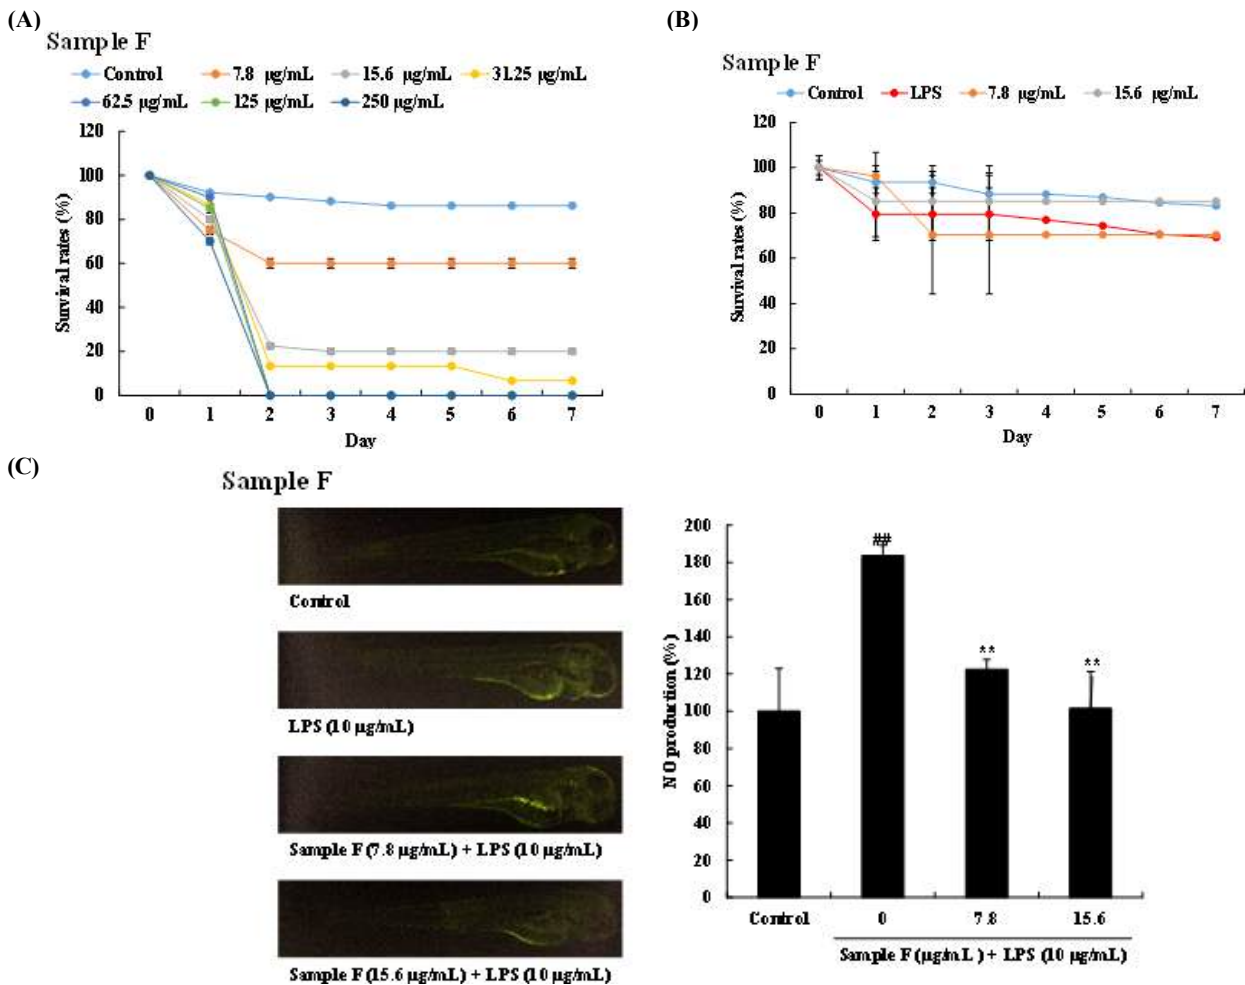 (A)
Sample F
Control 7.8 µg/mL 15.6 µg/mL 31.25 µg/mL
62.5 µg/mL 125 µg/mL 250 µg/mL
Survival rates (%)
120
100
80
60
40
20
0
0 1 2 3 4 5 6 7
Day
(B)
Sample F
Control LPS 7.8 µg/mL 15.6 µg/mL
Survival rates (%)
120
100
80
60
40
20
0
0 1 2 3 4 5 6 7
Day
(C)
Sample F
Control
LPS (10 µg/mL)
Sample F (7.8 µg/mL) + LPS (10 µg/mL)
Sample F (15.6 µg/mL) + LPS (10 µg/mL)
NO production (%)
200
180
160
140
120
100
80
60
40
20
0
##
**
**
Control 0 7.8 15.6
Sample F (µg/mL) + LPS (10 µg/mL)